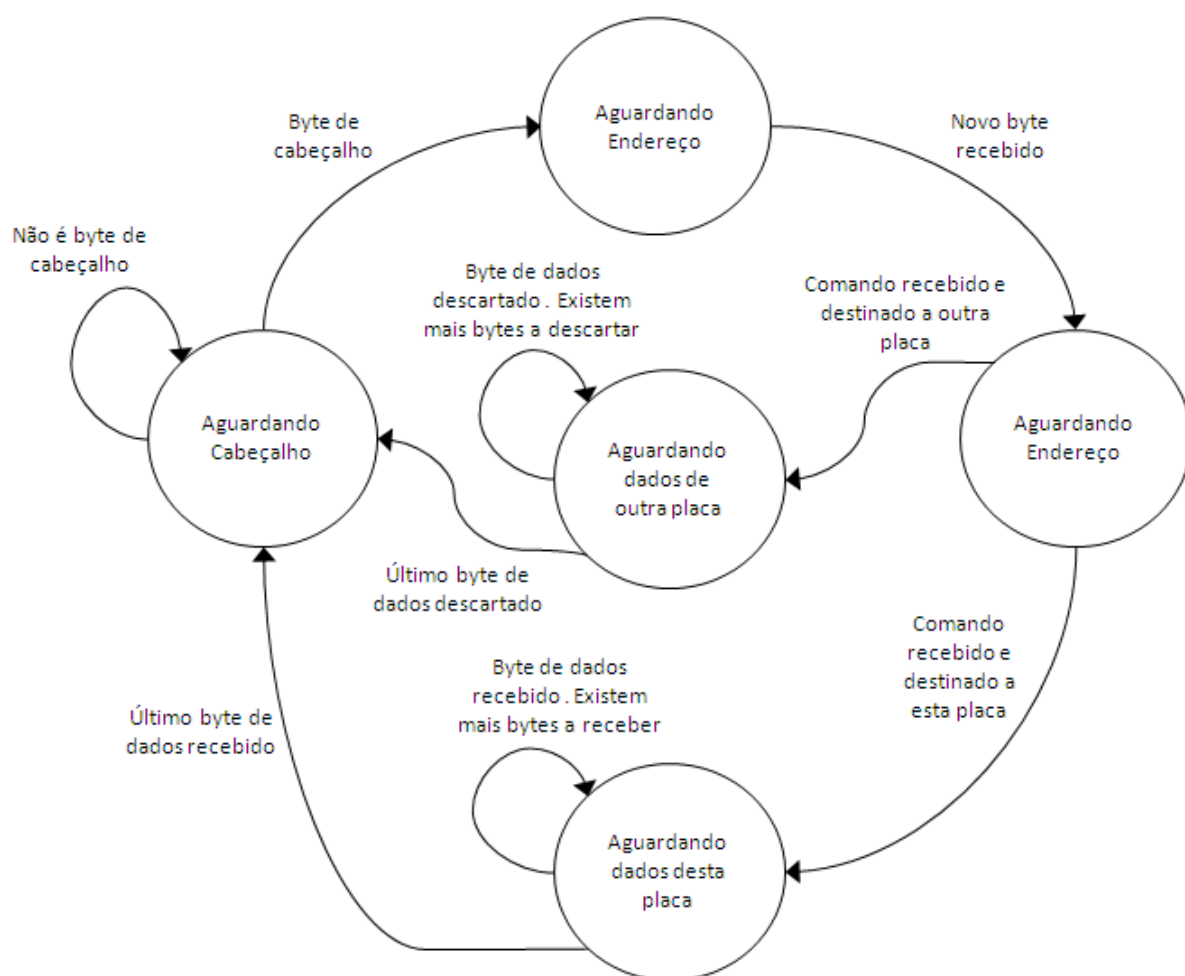 Aguardando
Endereço
Byte de
cabeçalho
Novo byte
recebido
Não é byte de
cabeçalho
Byte de dados
descartado . Existem
mais bytes a descartar
Comando recebido e
destinado a outra
placa
Aguardando
Cabeçalho
Aguardando
dados de
outra placa
Aguardando
Endereço
Último byte de
dados descartado
Comando
recebido e
destinado a
esta placa
Byte de dados
recebido . Existem
mais bytes a receber
Último byte de
dados recebido
Aguardando
dados desta
placa